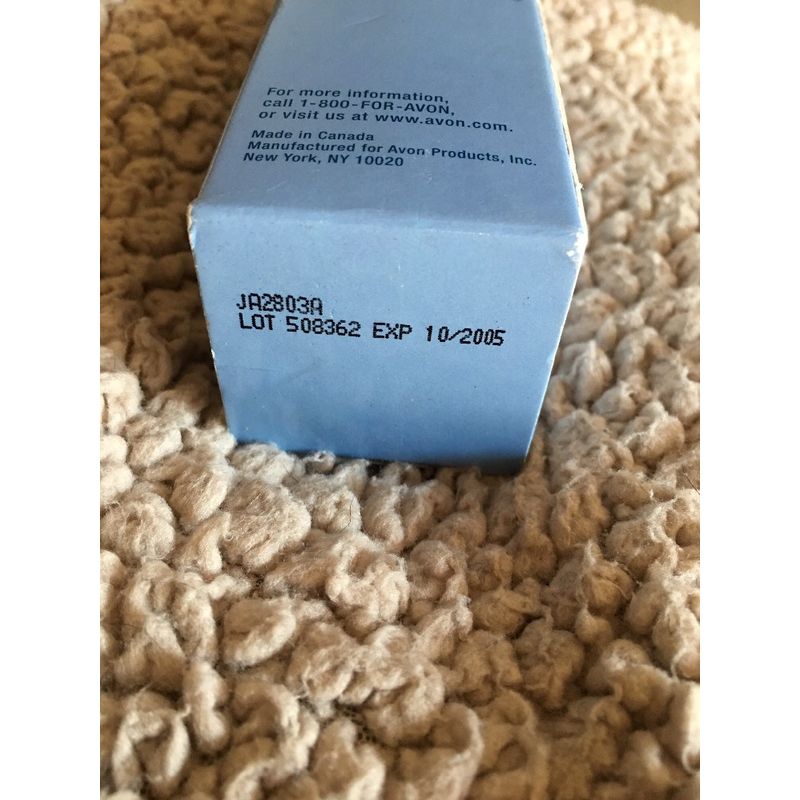 For more information,
call 1-800-FOR-AVON,
or visit us at www.avon.com.
Made in Canada
Manufactured for Avon Products, Inc.
New York, NY 10020
JA2803A
LOT 508362 EXP 10/2005